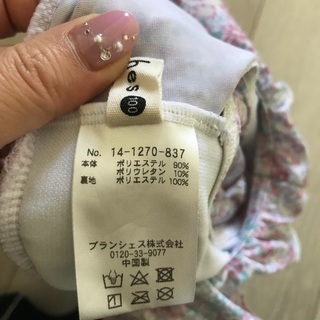 hes
100
No. 14-1270-837
本体 ポリエステル 90%
ポリウレタン 10%
裏地 ポリエステル 100%
ブランシェス株式会社
0120-33-9077
中国製